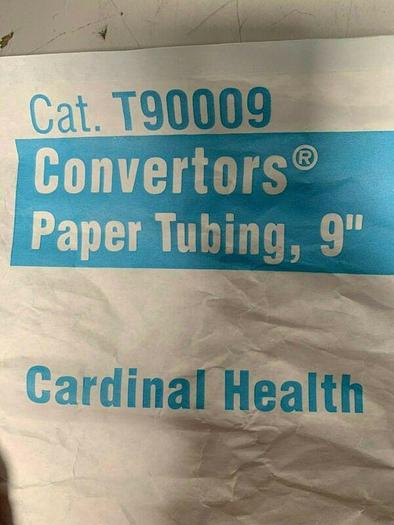 Cat. T90009
Convertors®
Paper Tubing, 9"
Cardinal Health